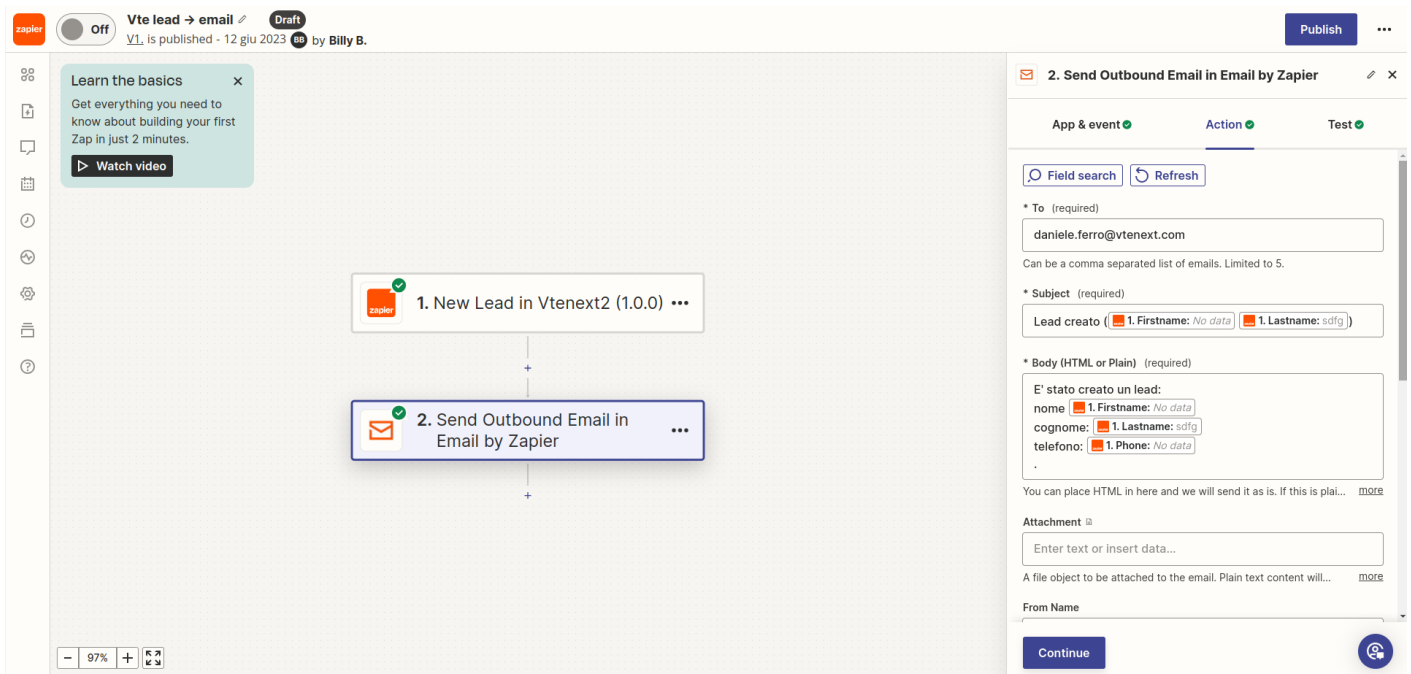 zapier
Off
Vte lead → email
Draft
V1. is published - 12 giu 2023 BB by Billy B.
Publish
Learn the basics
Get everything you need to
know about building your first
Zap in just 2 minutes.
Watch video
zapier
1. New Lead in Vtenext2 (1.0.0)
+
2. Send Outbound Email in
Email by Zapier
+
97%
2. Send Outbound Email in Email by Zapier
App & event
Action
Test
Field search
Refresh
* To (required)
daniele.ferro@vtenext.com
Can be a comma separated list of emails. Limited to 5.
* Subject (required)
Lead creato ( 1. Firstname: No data 1. Lastname: sdfg )
* Body (HTML or Plain) (required)
E' stato creato un lead:
nome 1. Firstname: No data
cognome: 1. Lastname: sdfg
telefono: 1. Phone: No data
.
You can place HTML in here and we will send it as is. If this is plai... more
Attachment
Enter text or insert data...
A file object to be attached to the email. Plain text content will... more
From Name
Continue